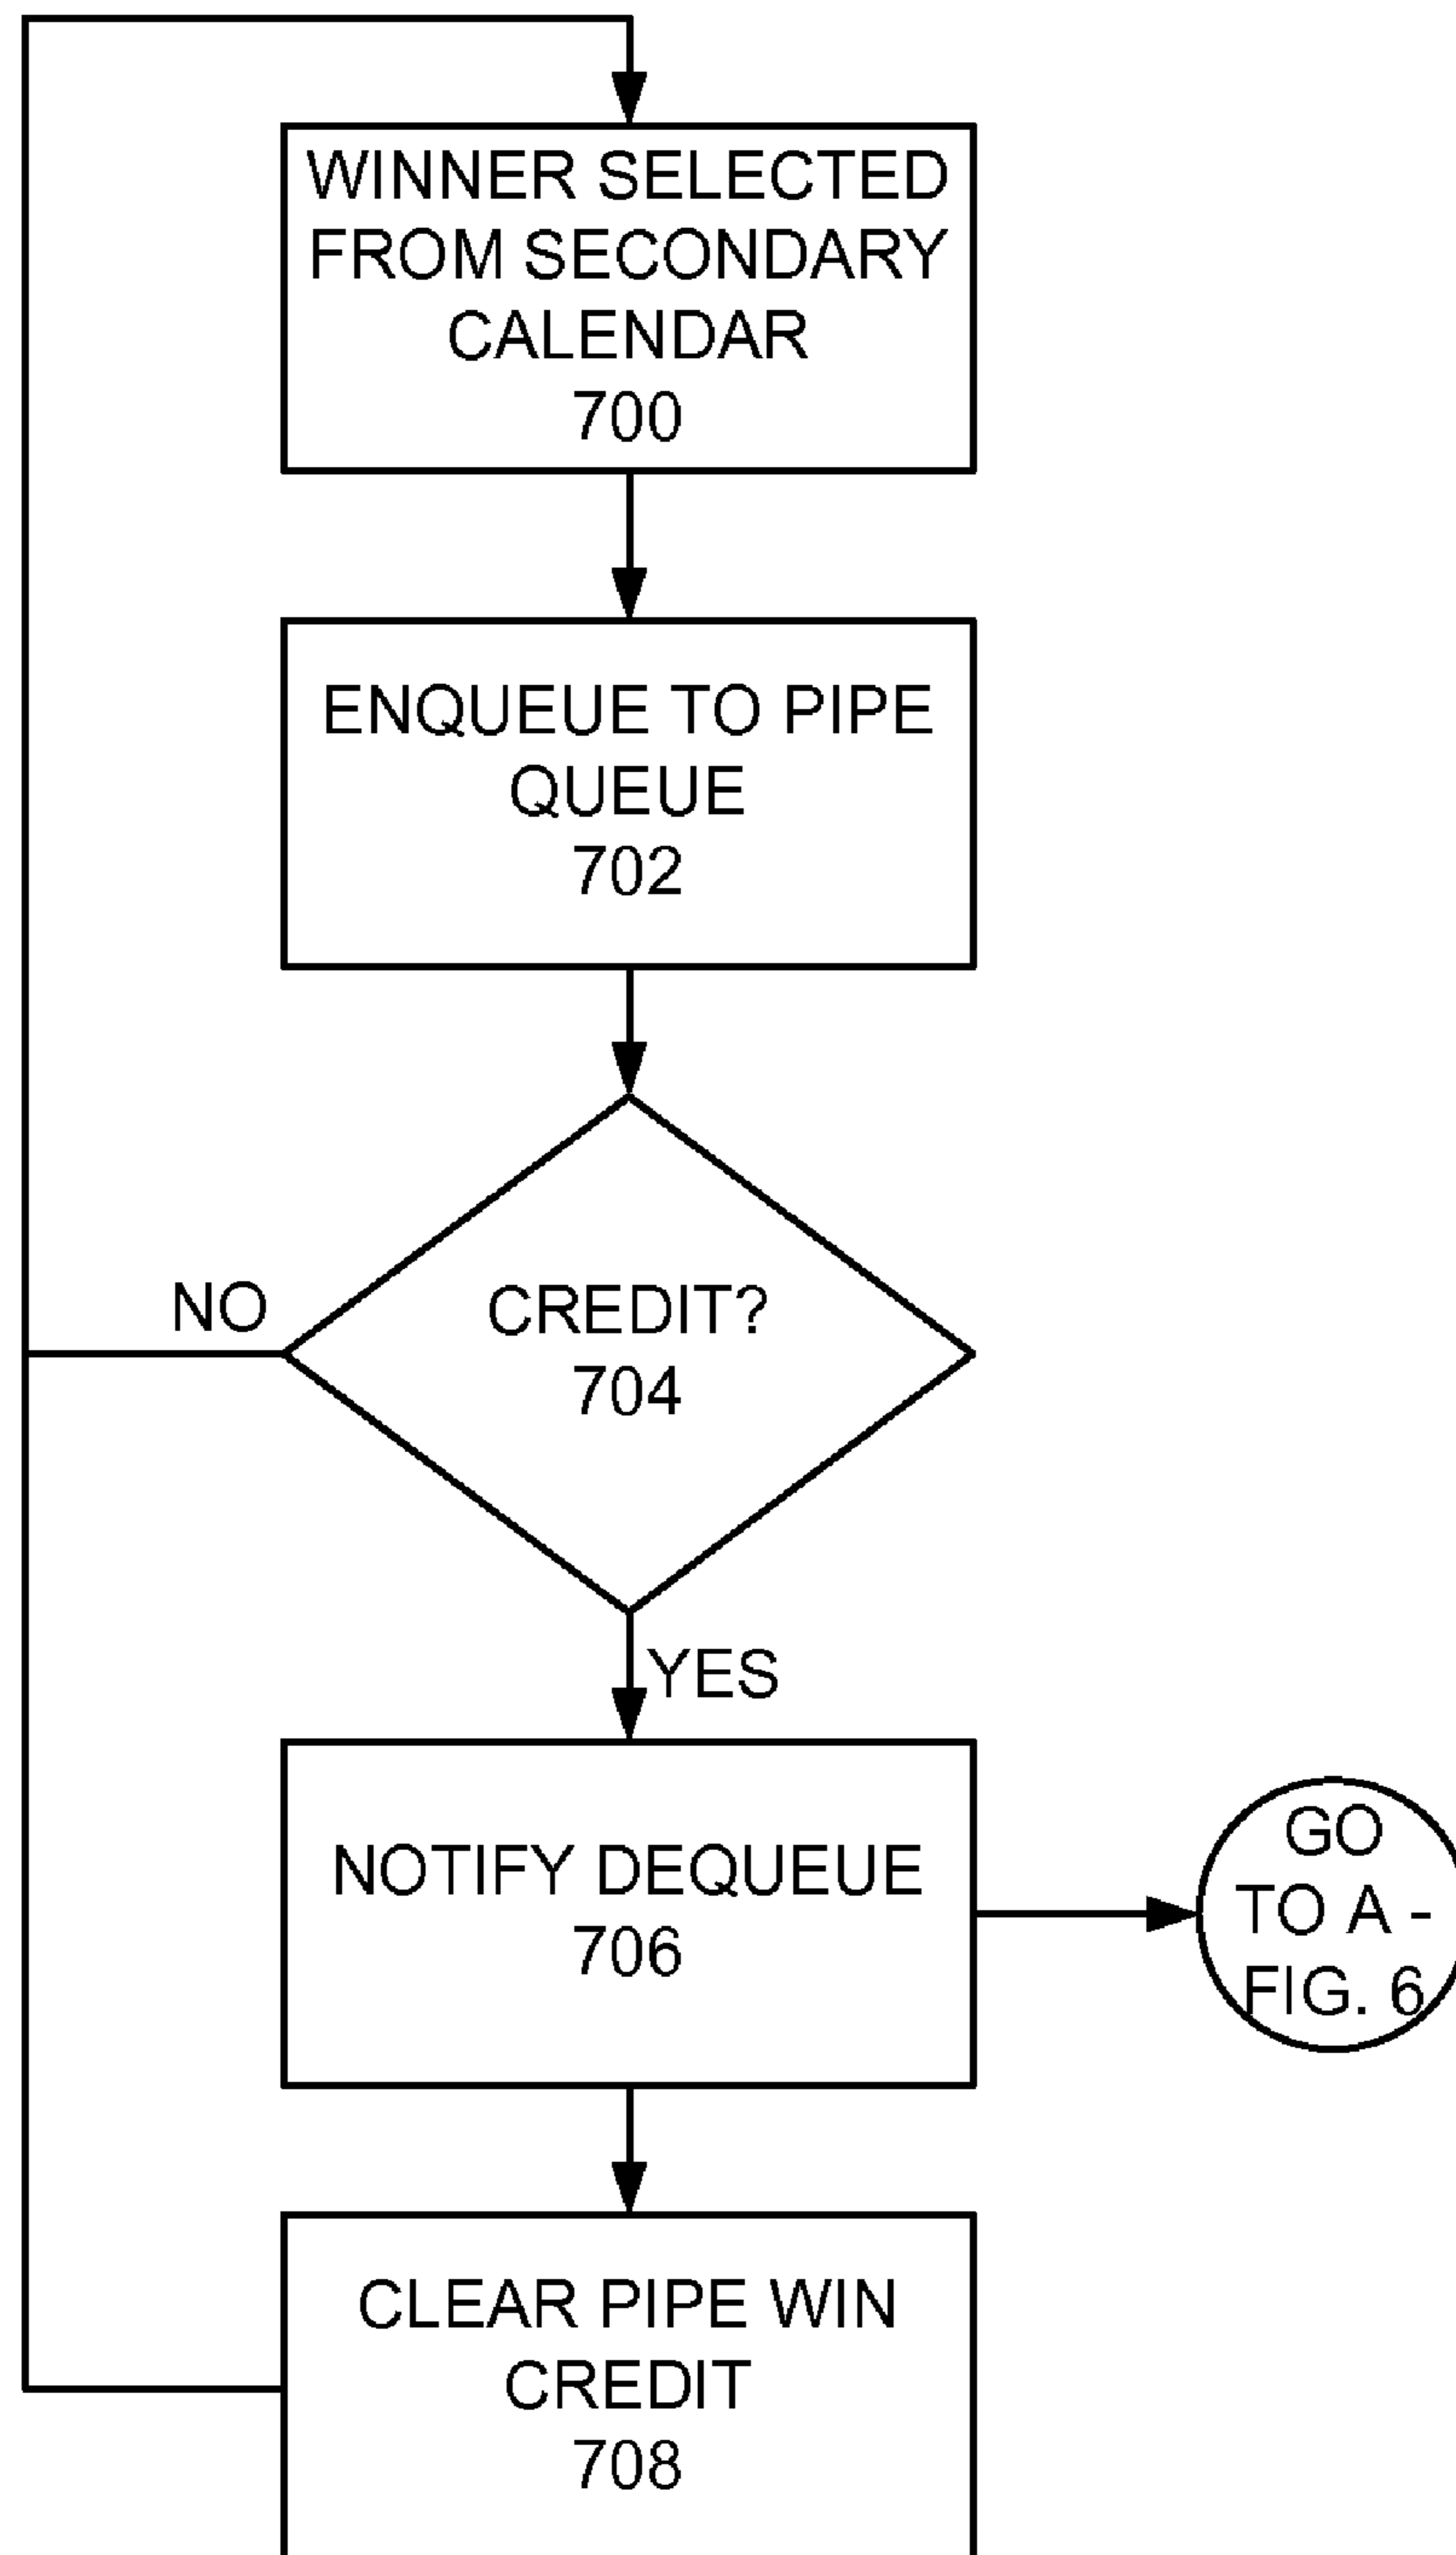 WINNER SELECTED
FROM SECONDARY
CALENDAR
700
ENQUEUE TO PIPE
QUEUE
702
CREDIT?
704
NO
YES
NOTIFY DEQUEUE
706
GO
TO A -
FIG. 6
CLEAR PIPE WIN
CREDIT
708